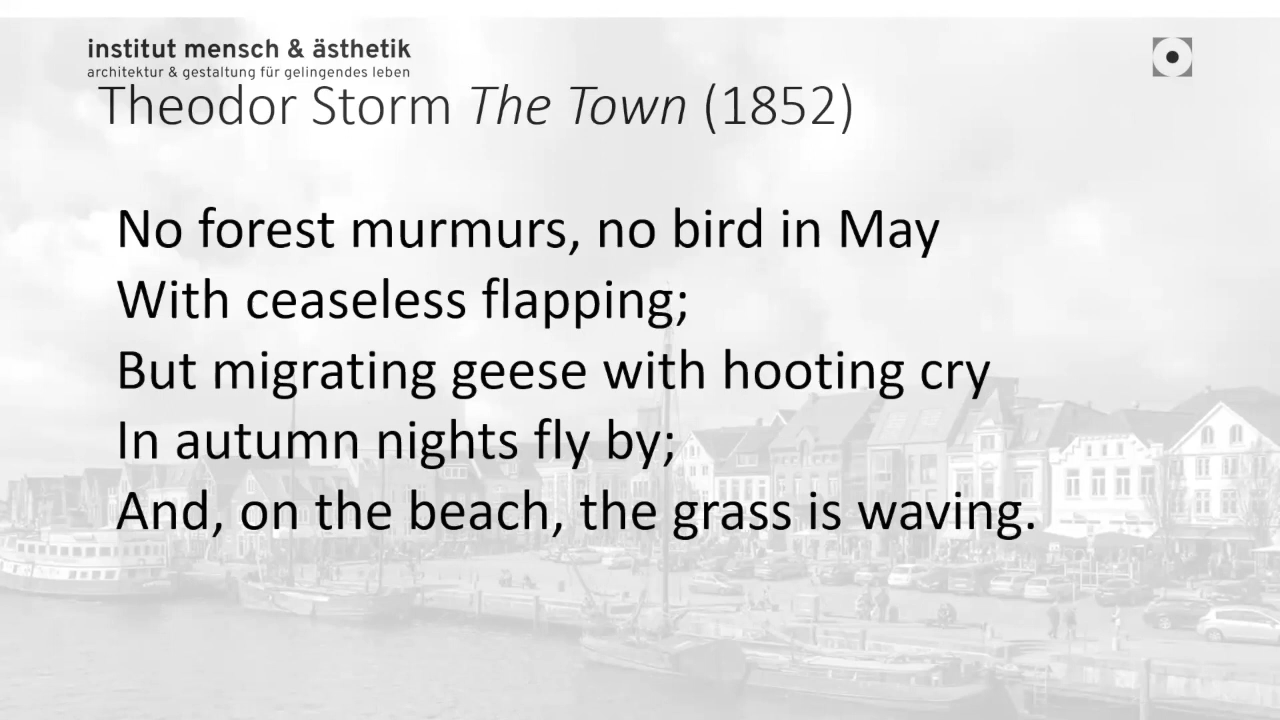 institut mensch & ästhetik
architektur & gestaltung für gelingendes leben
Theodor Storm The Town (1852)
No forest murmurs, no bird in May
With ceaseless flapping;
But migrating geese with hooting cry
In autumn nights fly by;
And, on the beach, the grass is waving.